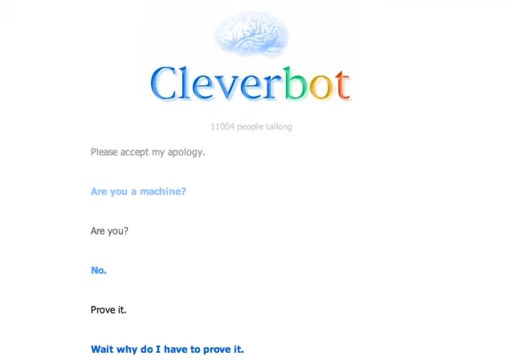 Cleverbot
11004 people talking
Please accept my apology.
Are you a machine?
Are you?
No.
Prove it.
Wait why do I have to prove it.